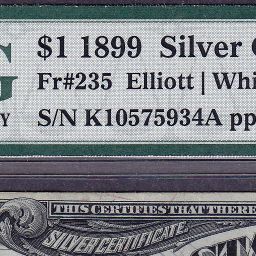 $1 1899 Silver C
Fr#235 Elliott | Whi
Y S/N K10575934A pp
THIS CERTIFIES THAT THERE
SILVER CERTIFICATE